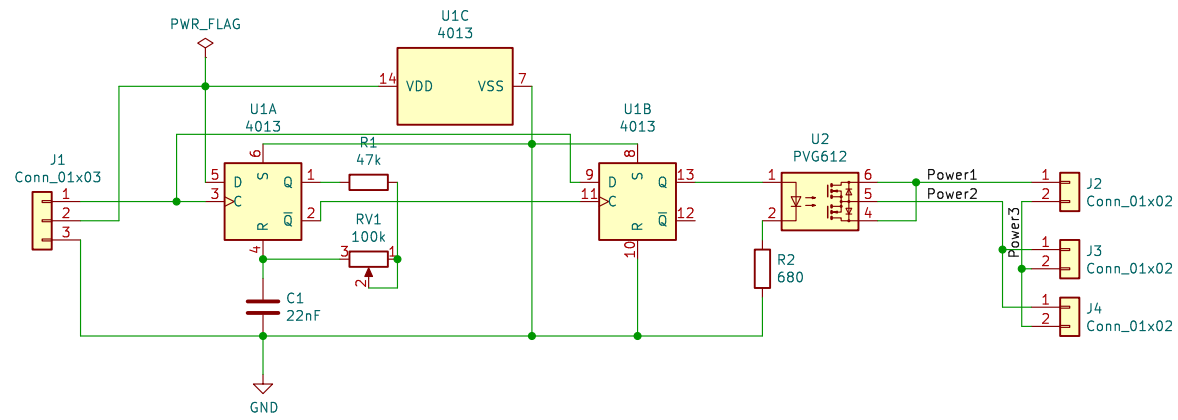 PWR_FLAG
U1C
4013
14
VDD
VSS
7
U1A
4013
6
S
5
D
Q
1
3
C
Q
2
R
4
R1
47k
RV1
100k
3
1
2
C1
22nF
GND
J1
Conn_01x03
1
2
3
U1B
4013
8
S
9
D
Q
13
11
C
Q
12
R
10
U2
PVG612
1
2
6
5
4
R2
680
Power1
Power2
Power3
1
2
J2
Conn_01x02
1
2
J3
Conn_01x02
1
2
J4
Conn_01x02